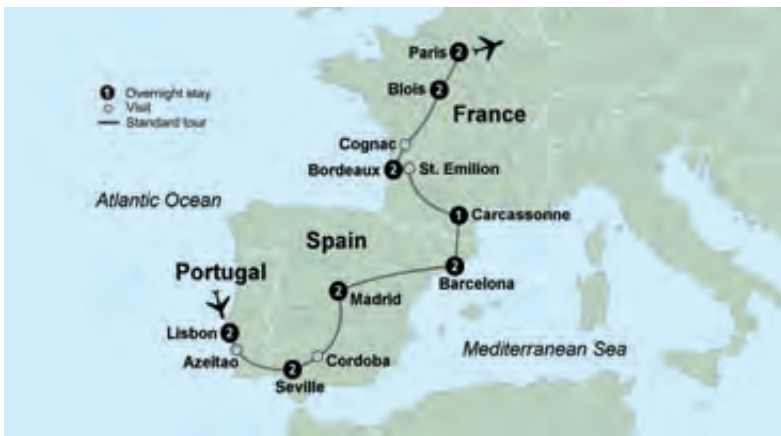 Paris 2
1 Overnight stay
Visit
Standard tour
Blois 2
France
Cognac
Bordeaux 2 St. Emilion
Atlantic Ocean
1 Carcassonne
Spain
Portugal
2
Barcelona
2 Madrid
Lisbon 2
Azeitao
Cordoba
Mediterranean Sea
2
Seville